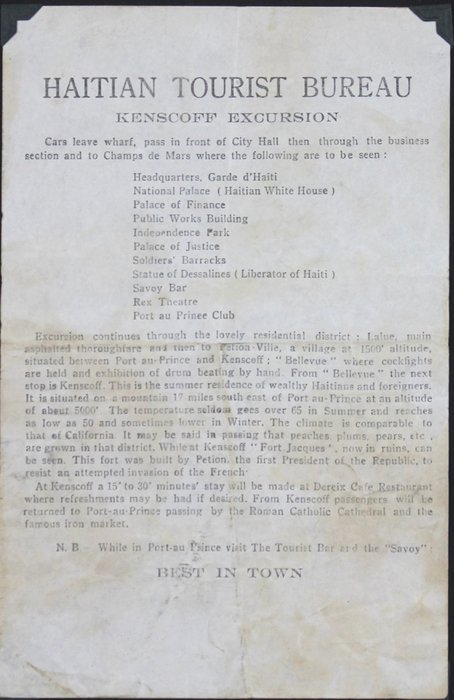 HAITIAN TOURIST BUREAU
KENSCOFF EXCURSION
Cars leave wharf, pass in front of City Hall then through the business
section and to Champs de Mars where the following are to be seen :
Headquarters, Garde d'Haiti
National Palace ( Haitian White House )
Palace of Finance
Public Works Building
Independence Park
Palace of Justice
Soldiers' Barracks
Statue of Dessalines ( Liberator of Haiti )
Savoy Bar
Rex Theatre
Port au Prince Club
Excursion continues through the lovely residential district ; Lalue, main
asphalted thoroughfare and then to Petion-Ville, a village at 1500' altitude,
situated between Port au-Prince and Kenscoff ; " Bellevue " where cockfights
are held and exhibition of drum beating by hand. From " Bellevue " the next
stop is Kenscoff. This is the summer residence of wealthy Haitians and foreigners.
It is situated on a mountain 17 miles south east of Port au-Prince at an altitude
of about 5000'. The temperature seldom goes over 65 in Summer and reaches
as low as 50 and sometimes lower in Winter. The climate is comparable to
that of California. It may be said in passing that peaches, plums, pears, etc ,
are grown in that district. While at Kenscoff " Fort Jacques ' , now in ruins, can
be seen. This fort was built by Petion, the first President of the Republic, to
resist an attempted invasion of the French·
At Kenscoff a 15' to 30' minutes' stay will be made at Dereix Cafe Restaurant
where refreshments may be had if desired. From Kenscoff passengers will be
returned to Port-au-Prince passing by the Roman Catholic Cathedral and the
famous iron market.
N. B – While in Port-au Prince visit The Tourist Bar and the "Savoy" :
BEST IN TOWN